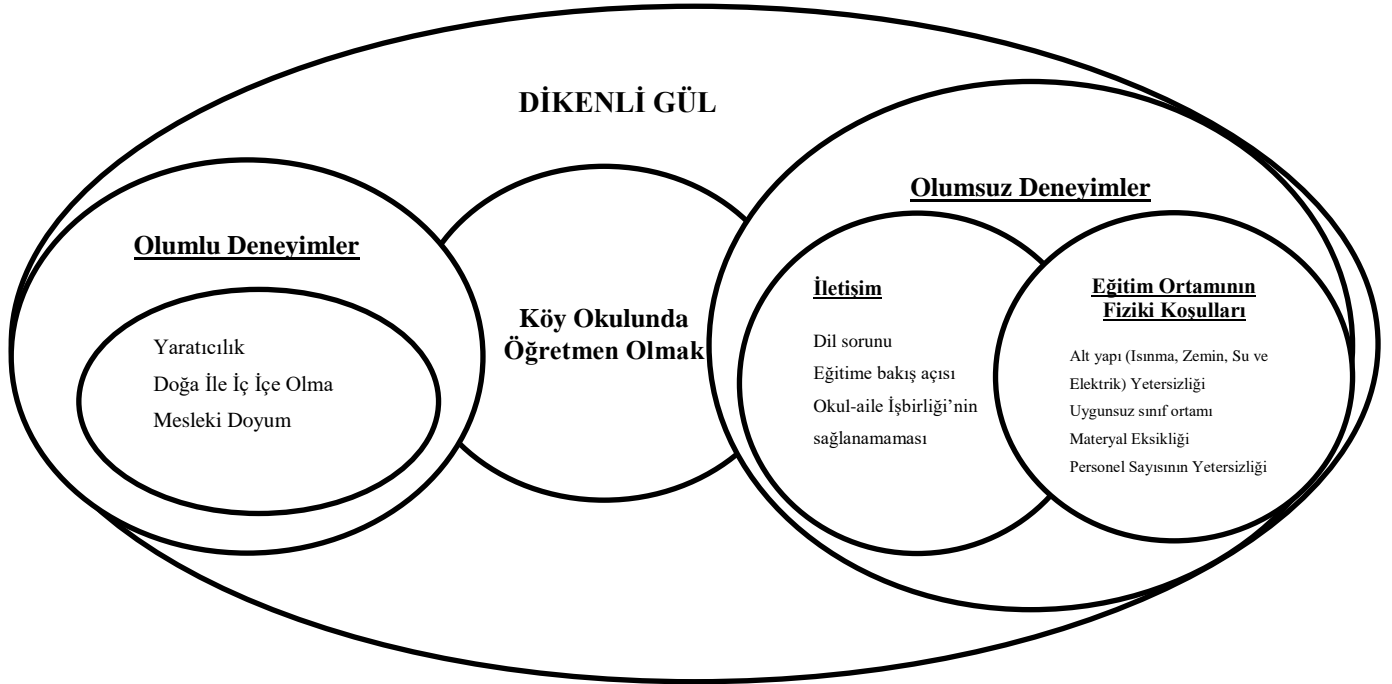 DİKENLİ GÜL
Olumlu Deneyimler
Yaratıcılık
Doğa İle İç İçe Olma
Mesleki Doyum
Köy Okulunda
Öğretmen Olmak
Olumsuz Deneyimler
İletişim
Dil sorunu
Eğitime bakış açısı
Okul-aile İşbirliği’nin
sağlanamaması
Eğitim Ortamının
Fiziki Koşulları
Alt yapı (Isınma, Zemin, Su ve
Elektrik) Yetersizliği
Uygunsuz sınıf ortamı
Materyal Eksikliği
Personel Sayısının Yetersizliği